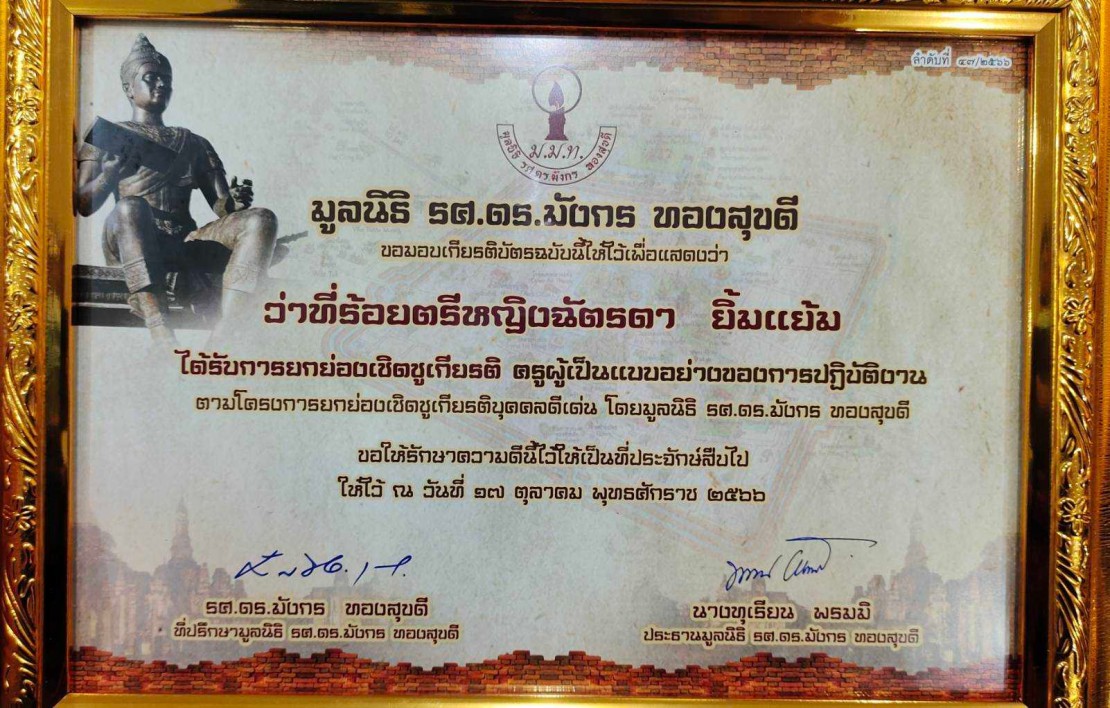 ลำดับที่ ๔๗/๒๕๖๖
ม.ม.ท.
มูลนิธิ รศ.ดร.มังกร ทองสุขดี
มูลนิธิ รศ.ดร.มังกร ทองสุขดี
ขอมอบเกียรติบัตรฉบับนี้ให้ไว้เพื่อแสดงว่า
ว่าที่ร้อยตรีหญิงฉัตรดา ยิ้มแย้ม
ได้รับการยกย่องเชิดชูเกียรติ ครูผู้เป็นแบบอย่างของการปฏิบัติงาน
ตามโครงการยกย่องเชิดชูเกียรติบุคคลดีเด่น โดยมูลนิธิ รศ.ดร.มังกร ทองสุขดี
ขอให้รักษาความดีนี้ไว้ให้เป็นที่ประจักษ์สืบไป
ให้ไว้ ณ วันที่ ๑๗ ตุลาคม พุทธศักราช ๒๕๖๖
รศ.ดร.มังกร ทองสุขดี
ที่ปรึกษามูลนิธิ รศ.ดร.มังกร ทองสุขดี
นางทุเรียน พรมมิ
ประธานมูลนิธิ รศ.ดร.มังกร ทองสุขดี